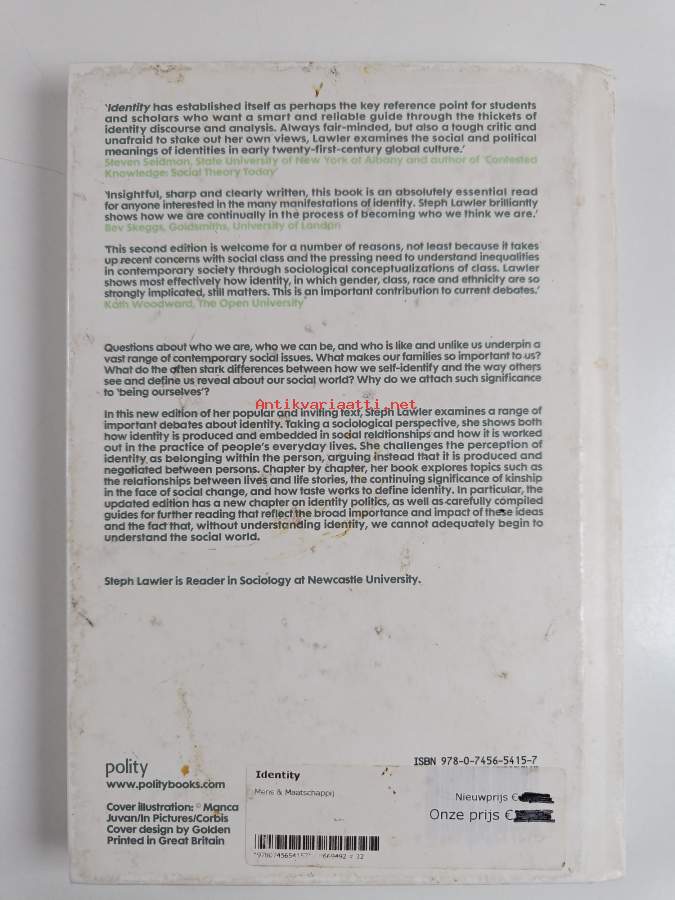 'Identity has established itself as perhaps the key reference point for students
and scholars who want a smart and reliable guide through the thickets of
identity discourse and analysis. Always fair-minded, but also a tough critic and
unafraid to stake out her own views, Lawler examines the social and political
meanings of identities in early twenty-first-century global culture.'
Steven Seidman, State University of New York at Albany and author of 'Contested
Knowledge: Social Theory Today'
'Insightful, sharp and clearly written, this book is an absolutely essential read
for anyone interested in the many manifestations of identity. Steph Lawler brilliantly
shows how we are continually in the process of becoming who we think we are.'
Bev Skeggs, Goldsmiths, University of London
'This second edition is welcome for a number of reasons, not least because it takes
up recent concerns with social class and the pressing need to understand inequalities
in contemporary society through sociological conceptualizations of class. Lawler
shows most effectively how identity, in which gender, class, race and ethnicity are so
strongly implicated, still matters. This is an important contribution to current debates.'
Kath Woodward, The Open University
Questions about who we are, who we can be, and who is like and unlike us underpin a
vast range of contemporary social issues. What makes our families so important to us?
What do the often stark differences between how we self-identify and the way others
see and define us reveal about our social world? Why do we attach such significance
to 'being ourselves'?
Antikvariaatti.net
In this new edition of her popular and inviting text, Steph Lawler examines a range of
important debates about identity. Taking a sociological perspective, she shows both
how identity is produced and embedded in social relationships and how it is worked
out in the practice of people's everyday lives. She challenges the perception of
identity as belonging within the person, arguing instead that it is produced and
negotiated between persons. Chapter by chapter, her book explores topics such as
the relationships between lives and life stories, the continuing significance of kinship
in the face of social change, and how taste works to define identity. In particular, the
updated edition has a new chapter on identity politics, as well as carefully compiled
guides for further reading that reflect the broad importance and impact of these ideas
and the fact that, without understanding identity, we cannot adequately begin to
understand the social world.
Steph Lawler is Reader in Sociology at Newcastle University.
polity
www.politybooks.com
Cover illustration: © Manca
Juvan/In Pictures/Corbis
Cover design by Golden
Printed in Great Britain
ISBN 978-0-7456-5415-7
Identity
Mens & Maatschappij
Nieuwprijs €
Onze prijs €